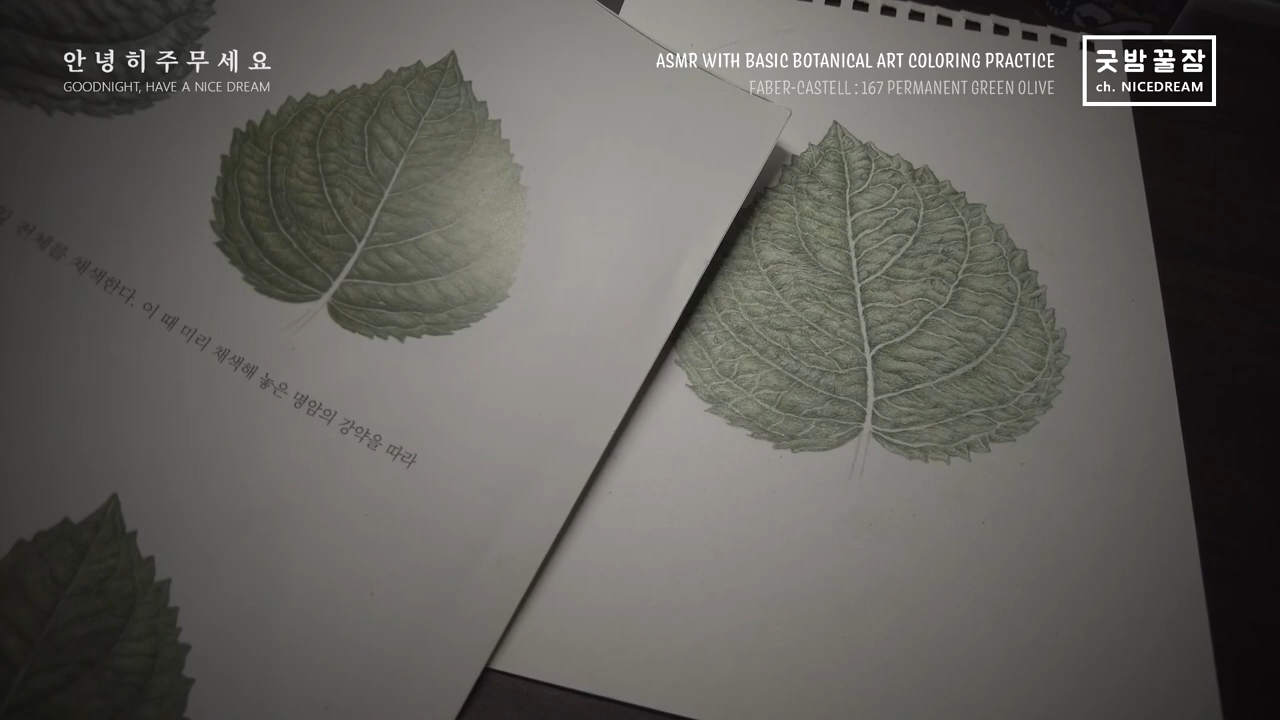 안녕히주무세요
GOODNIGHT, HAVE A NICE DREAM
ASMR WITH BASIC BOTANICAL ART COLORING PRACTICE
FABER-CASTELL : 167 PERMANENT GREEN OLIVE
굿밤꿀잠
ch. NICEDREAM
전체를 채색한다. 이 때 미리 채색해 놓은 명암의 강약을 따라